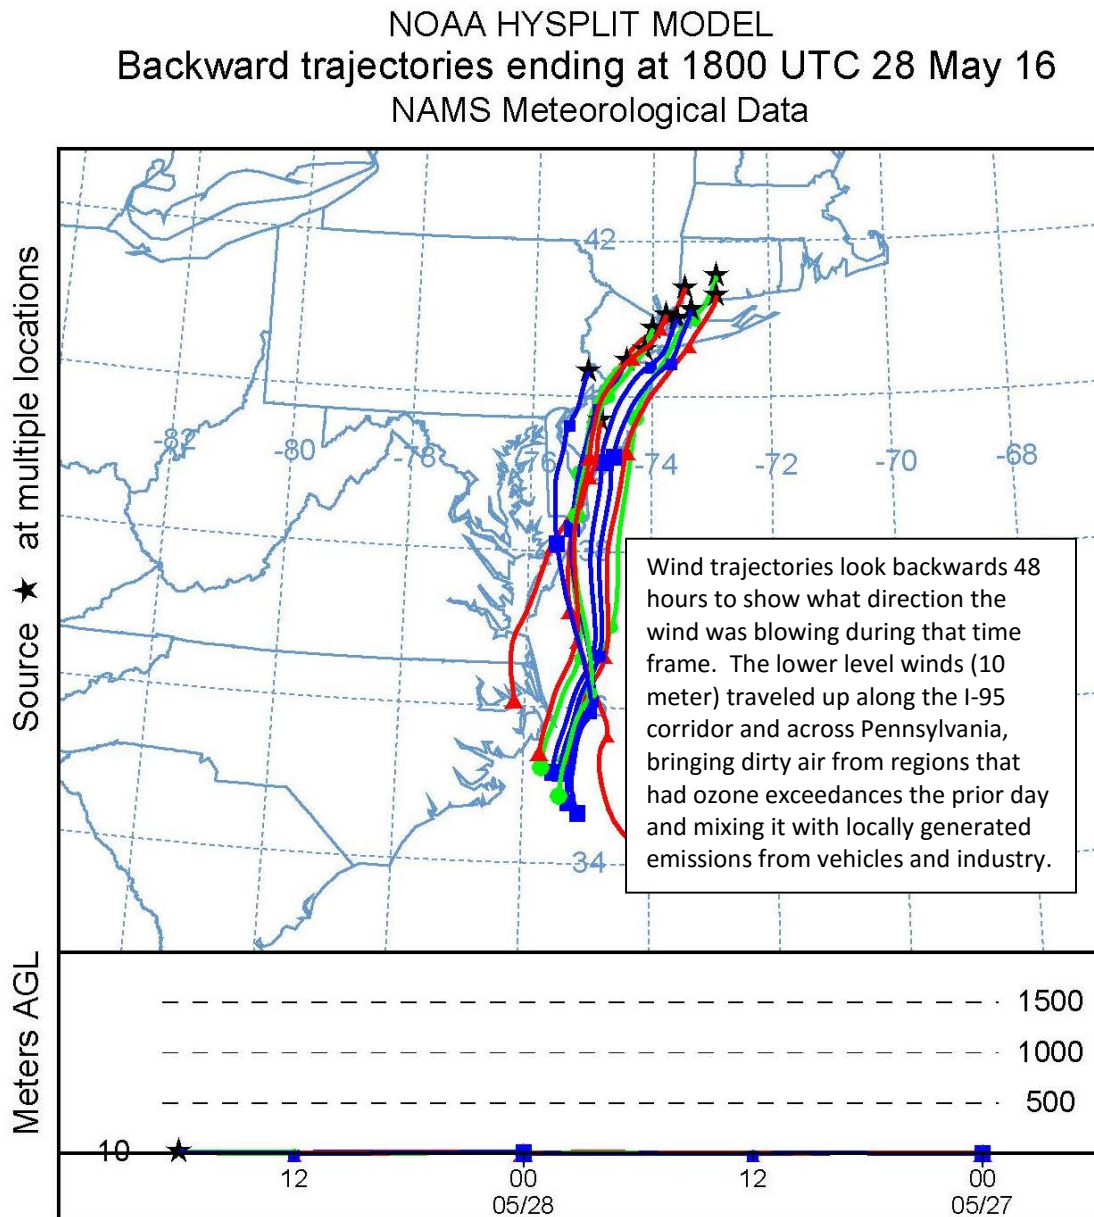 NOAA HYSPLIT MODEL
Backward trajectories ending at 1800 UTC 28 May 16
NAMS Meteorological Data
Source ★ at multiple locations
42
-82
-80
-78
-76
-74
-72
-70
-68
34
Wind trajectories look backwards 48
hours to show what direction the
wind was blowing during that time
frame. The lower level winds (10
meter) traveled up along the I-95
corridor and across Pennsylvania,
bringing dirty air from regions that
had ozone exceedances the prior day
and mixing it with locally generated
emissions from vehicles and industry.
Meters AGL
1500
1000
500
10
12 00 12 00
05/28 05/27